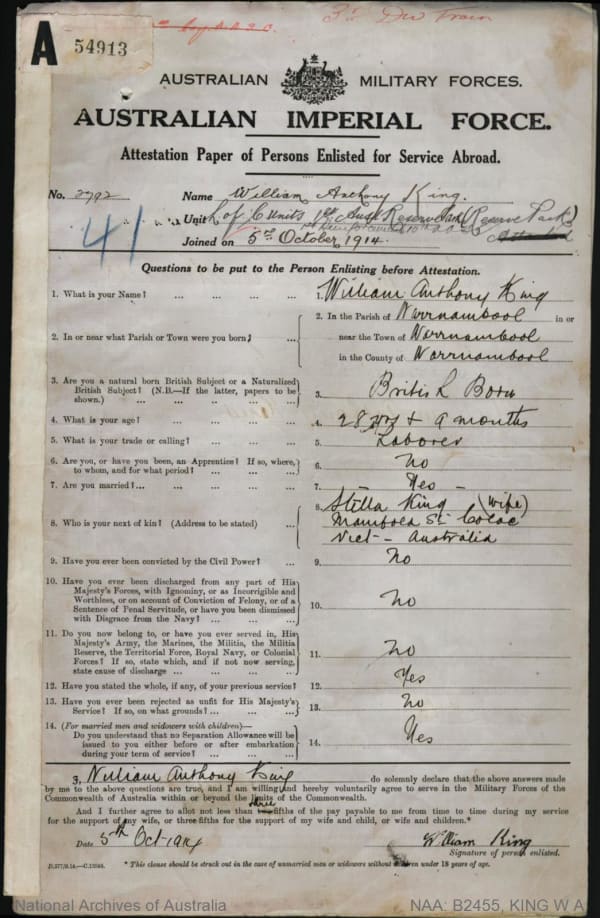 3rd Div Train
A
54913
AUSTRALIAN MILITARY FORCES.
AUSTRALIAN IMPERIAL FORCE.
Attestation Paper of Persons Enlisted for Service Abroad.
No. 2792
Name William Anthony King.
41
Unit L of C units 1st Aust Reserve Park (Reserve Park)
Joined on 5th October 1914.
Questions to be put to the Person Enlisting before Attestation.
1. What is your Name? ... ... ... ... 1. William Anthony King
2. In or near what Parish or Town were you born? ... 2. In the Parish of Warrnambool in or
near the Town of Warrnambool
in the County of Warrnambool
3. Are you a natural born British Subject or a Naturalized
British Subject? (N.B.—If the latter, papers to be
shown.) ... ... ... ... 3. British Born
4. What is your age? ... ... ... ... 4. 28 yrs + 9 months
5. What is your trade or calling? ... ... ... 5. Laborer
6. Are you, or have you been, an Apprentice? If so, where,
to whom, and for what period? ... ... ... 6. No
7. Are you married? ... ... ... ... 7. - Yes -
8. Who is your next of kin? (Address to be stated) ... 8. Stella King (wife)
St Colac
Vict - Australia
9. Have you ever been convicted by the Civil Power? ... 9. No
10. Have you ever been discharged from any part of His
Majesty's Forces, with Ignominy, or as Incorrigible and
Worthless, or on account of Conviction of Felony, or of a
Sentence of Penal Servitude, or have you been dismissed
with Disgrace from the Navy? ... ... ... 10. No
11. Do you now belong to, or have you ever served in, His
Majesty's Army, the Marines, the Militia, the Militia
Reserve, the Territorial Force, Royal Navy, or Colonial
Forces? If so, state which, and if not now serving,
state cause of discharge ... ... ... ... 11. No
12. Have you stated the whole, if any, of your previous service? 12. Yes
13. Have you ever been rejected as unfit for His Majesty's
Service? If so, on what grounds? ... ... ... 13. No
14. (For married men and widowers with children)—
Do you understand that no Separation Allowance will be
issued to you either before or after embarkation
during your term of service? ... ... ... 14. Yes
I, William Anthony King do solemnly declare that the above answers made
by me to the above questions are true, and I am willing and hereby voluntarily agree to serve in the Military Forces of the
Commonwealth of Australia within or beyond the limits of the Commonwealth.
And I further agree to allot not less than three fifths of the pay payable to me from time to time during my service
for the support of my wife, or three-fifths for the support of my wife and child, or wife and children.*
Date 5th Oct-1914 William King
Signature of person enlisted.
D.577/8.14.—C.13203. * This clause should be struck out in the case of unmarried men or widowers without children under 18 years of age.
National Archives of Australia NAA: B2455, KING W A